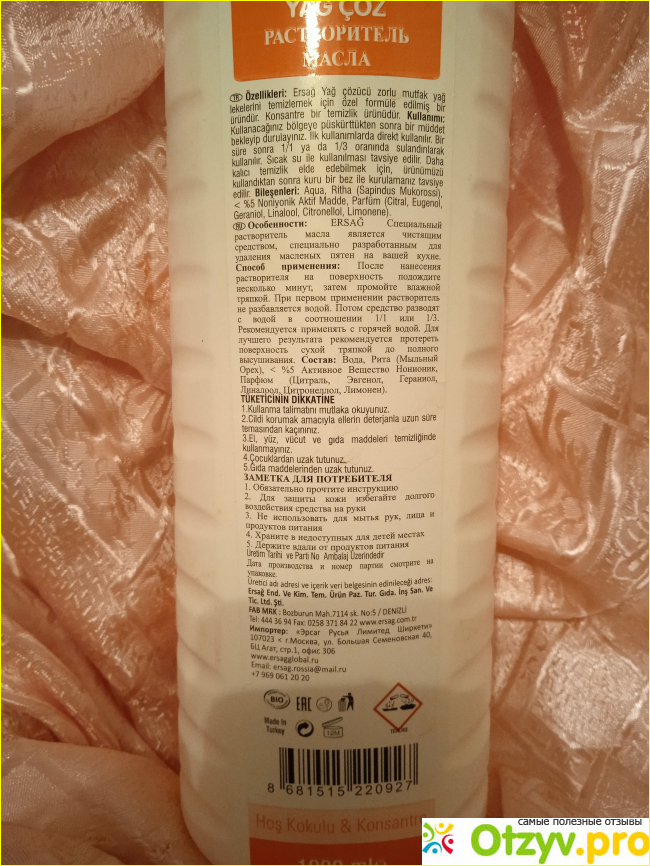 YAĞ ÇÖZ
РАСТВОРИТЕЛЬ
МАСЛА
TR Özellikleri: Ersağ Yağ çözücü zorlu mutfak yağ
lekelerini temizlemek için özel formüle edilmiş bir
üründür. Konsantre bir temizlik ürünüdür. Kullanımı:
Kullanacağınız bölgeye püskürttükten sonra bir müddet
bekleyip durulayınız. İlk kullanımlarda direkt kullanılır. Bir
süre sonra 1/1 ya da 1/3 oranında sulandırılarak
kullanılır. Sıcak su ile kullanılması tavsiye edilir. Daha
kalıcı temizlik elde edebilmek için, ürünümüzü
kullandıktan sonra kuru bir bez ile kurulamanız tavsiye
edilir. Bileşenleri: Aqua, Ritha (Sapindus Mukorossi),
< %5 Noniyonik Aktif Madde, Parfüm (Citral, Eugenol,
Geraniol, Linalool, Citronellol, Limonene).
RU Особенности: ERSAĞ Специальный
растворитель масла является чистящим
средством, специально разработанным для
удаления масленых пятен на вашей кухне.
Способ применения: После нанесения
растворителя на поверхность подождите
несколько минут, затем промойте влажной
тряпкой. При первом применении растворитель
не разбавляется водой. Потом средство разводят
с водой в соотношении 1/1 или 1/3.
Рекомендуется применять с горячей водой. Для
лучшего результата рекомендуется протереть
поверхность сухой тряпкой до полного
высушивания. Состав: Вода, Рита (Мыльный
Орех), < %5 Активное Вещество Нонионик,
Парфюм (Цитраль, Эвгенол, Гераниол,
Линалоол, Цитронеллол, Лимонен).
TÜKETİCİNİN DİKKATİNE
1.Kullanma talimatını mutlaka okuyunuz.
2.Cildi korumak amacıyla ellerin deterjanla uzun süre
temasından kaçınınız.
3.El, yüz, vücut ve gıda maddeleri temizliğinde
kullanmayınız.
4.Çocuklardan uzak tutunuz.
5.Gıda maddelerinden uzak tutunuz.
ЗАМЕТКА ДЛЯ ПОТРЕБИТЕЛЯ
1. Обязательно прочтите инструкцию
2. Для защиты кожи избегайте долгого
воздействия средства на руки
3. Не использовать для мытья рук, лица и
продуктов питания
4. Храните в недоступных для детей местах
5. Держите вдали от продуктов питания
Üretim Tarihi ve Parti No Ambalaj Üzerindedir
Дата производства и номер партии смотрите на
упаковке.
Üretici adı adresi ve içerik veri belgesinin edinileceği adres:
Ersağ End. Ve Kim. Tem. Ürün Paz. Tur. Gıda. İnş San. Ve
Tic. Ltd. Şti.
FAB MRK : Bozburun Mah.7114 sk. No:5 / DENİZLİ
Tel: 444 36 94 Fax: 0258 371 84 22 www.ersag.com.tr
Импортер: «Эрсаг Русья Лимитед Ширкети»
107023 < г.Москва, ул. Большая Семеновская 40,
БЦ Агат, стр.1, офис 306
www.ersagglobal.ru
Email: ersag.rossia@mail.ru
+7 969 061 20 20
BIO EAC
Made in
Turkey
12M
8 681515 220927
Hoş Kokulu & Konsantre
1000 ml
самые полезные отзывы
Otzyv.pro